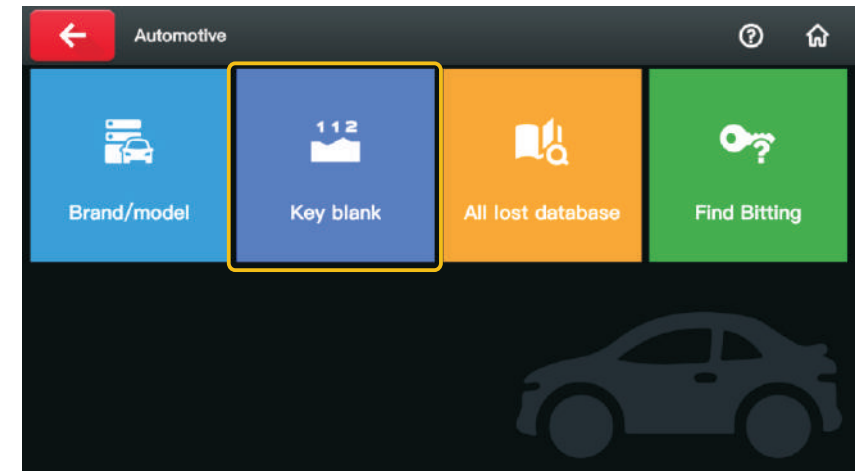 Automotive
112
Brand/model
Key blank
All lost database
Find Bitting